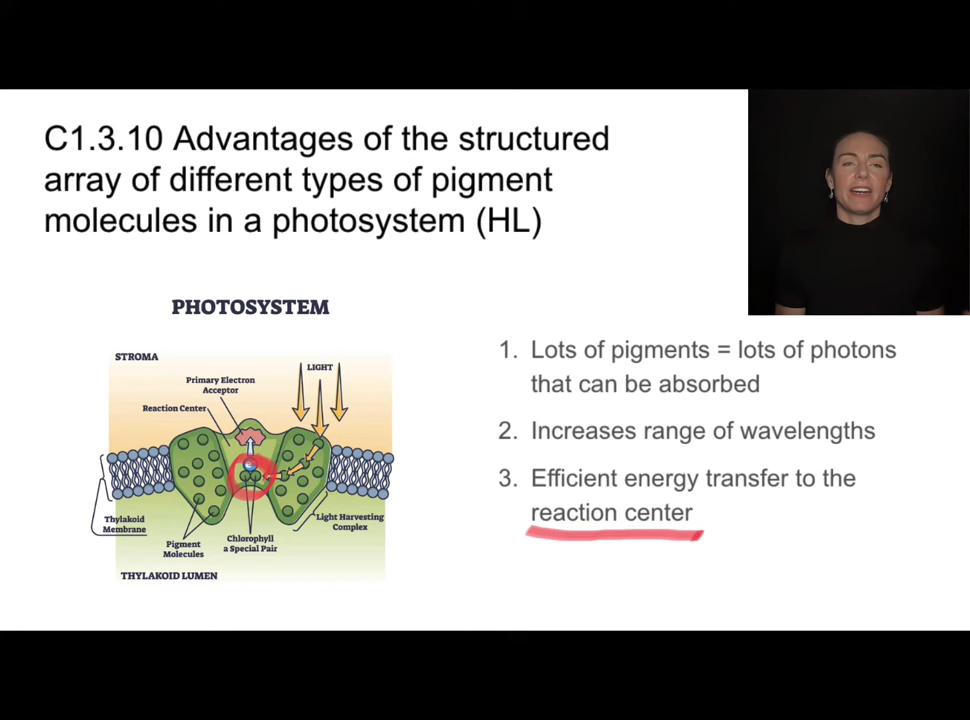 C1.3.10 Advantages of the structured
array of different types of pigment
molecules in a photosystem (HL)
PHOTOSYSTEM
STROMA
LIGHT
Primary Electron
Acceptor
Reaction Center
Thylakoid
Membrane
Pigment
Molecules
Chlorophyll
a Special Pair
Light Harvesting
Complex
THYLAKOID LUMEN
1. Lots of pigments = lots of photons
that can be absorbed
2. Increases range of wavelengths
3. Efficient energy transfer to the
reaction center